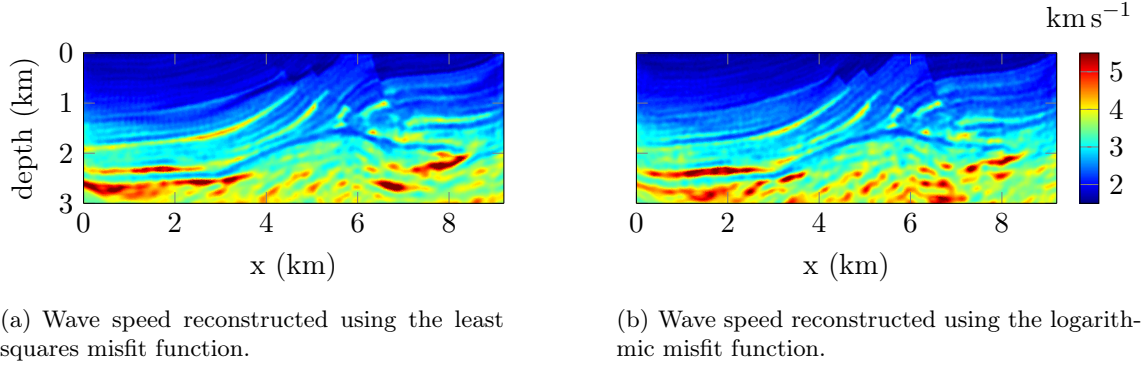 km s⁻¹
0
1
2
3
depth (km)
0 2 4 6 8
x (km)
0 2 4 6 8
x (km)
5
4
3
2
(a) Wave speed reconstructed using the least
squares misfit function.
(b) Wave speed reconstructed using the logarith-
mic misfit function.